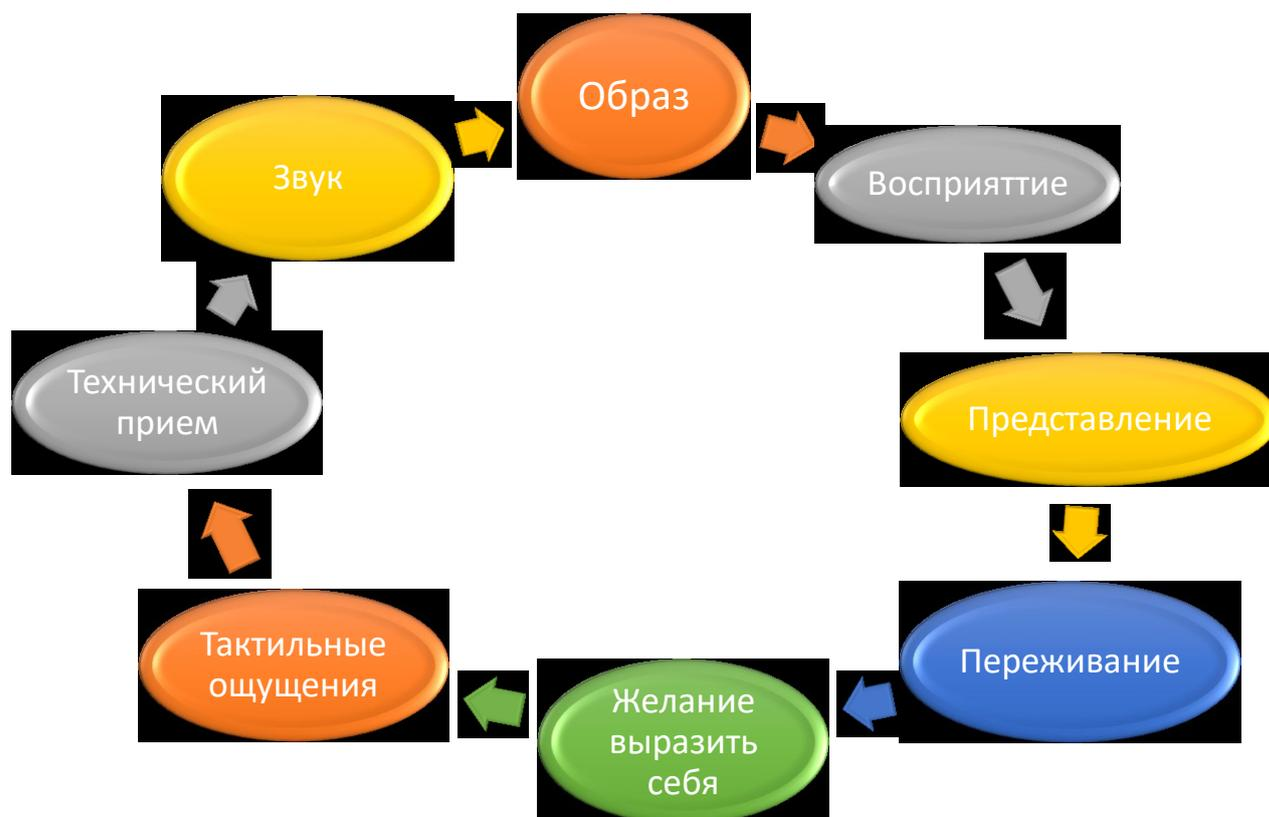 Образ
Восприяттие
Представление
Переживание
Желание
выразить
себя
Тактильные
ощущения
Технический
прием
Звук